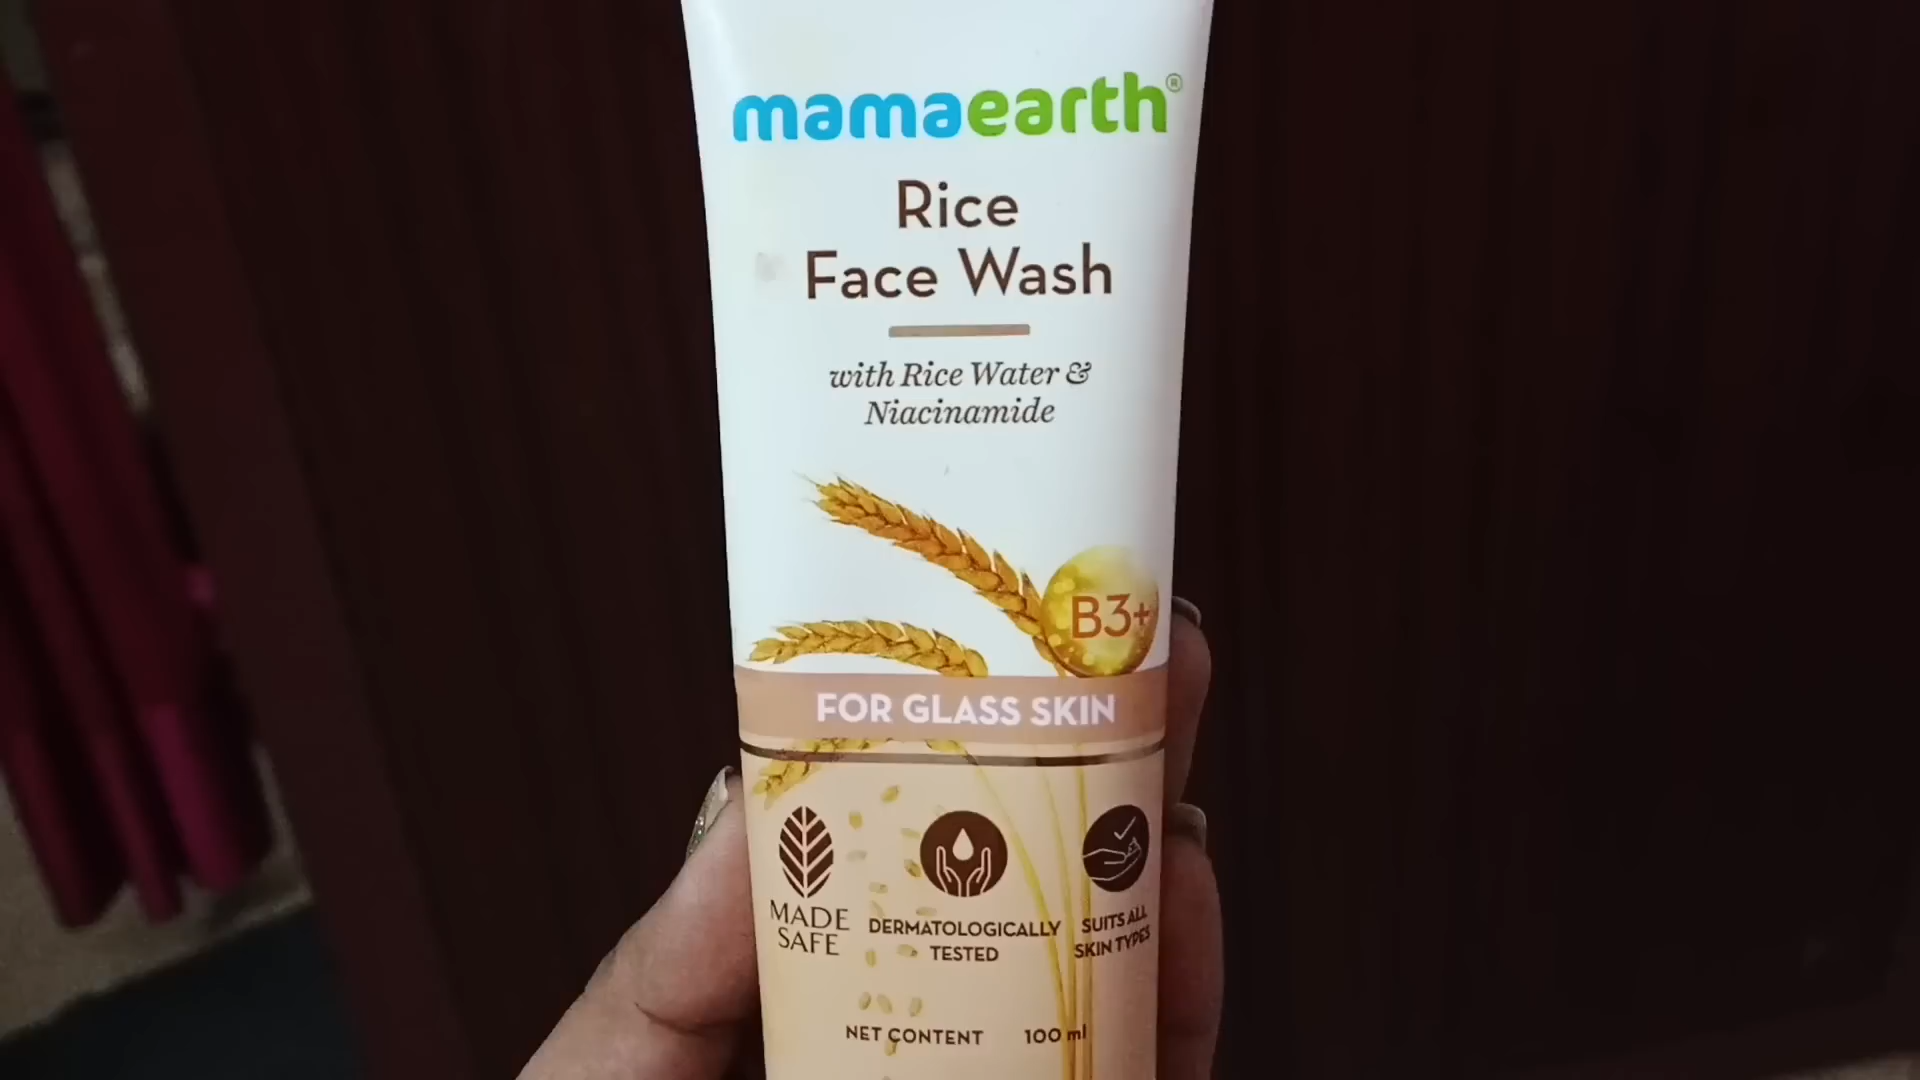 mamaearth®
Rice
Face Wash
with Rice Water &
Niacinamide
B3+
FOR GLASS SKIN
MADE
SAFE
DERMATOLOGICALLY
TESTED
SUITS ALL
SKIN TYPES
NET CONTENT 100 ml